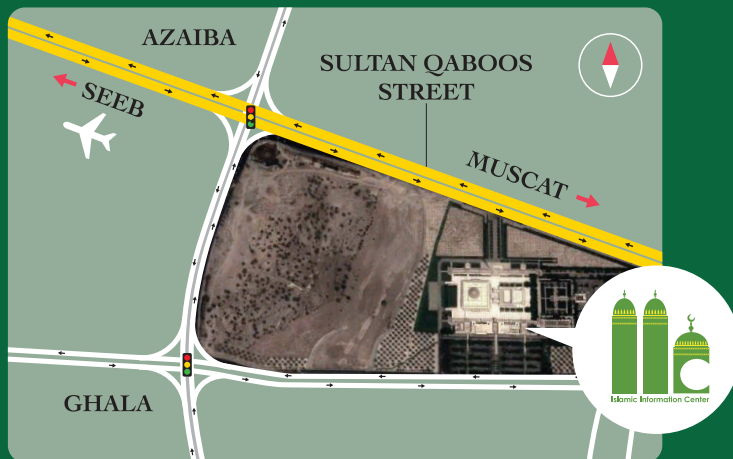 AZAIBA
SULTAN QABOOS
STREET
SEEB
MUSCAT
GHALA
Islamic Information Center